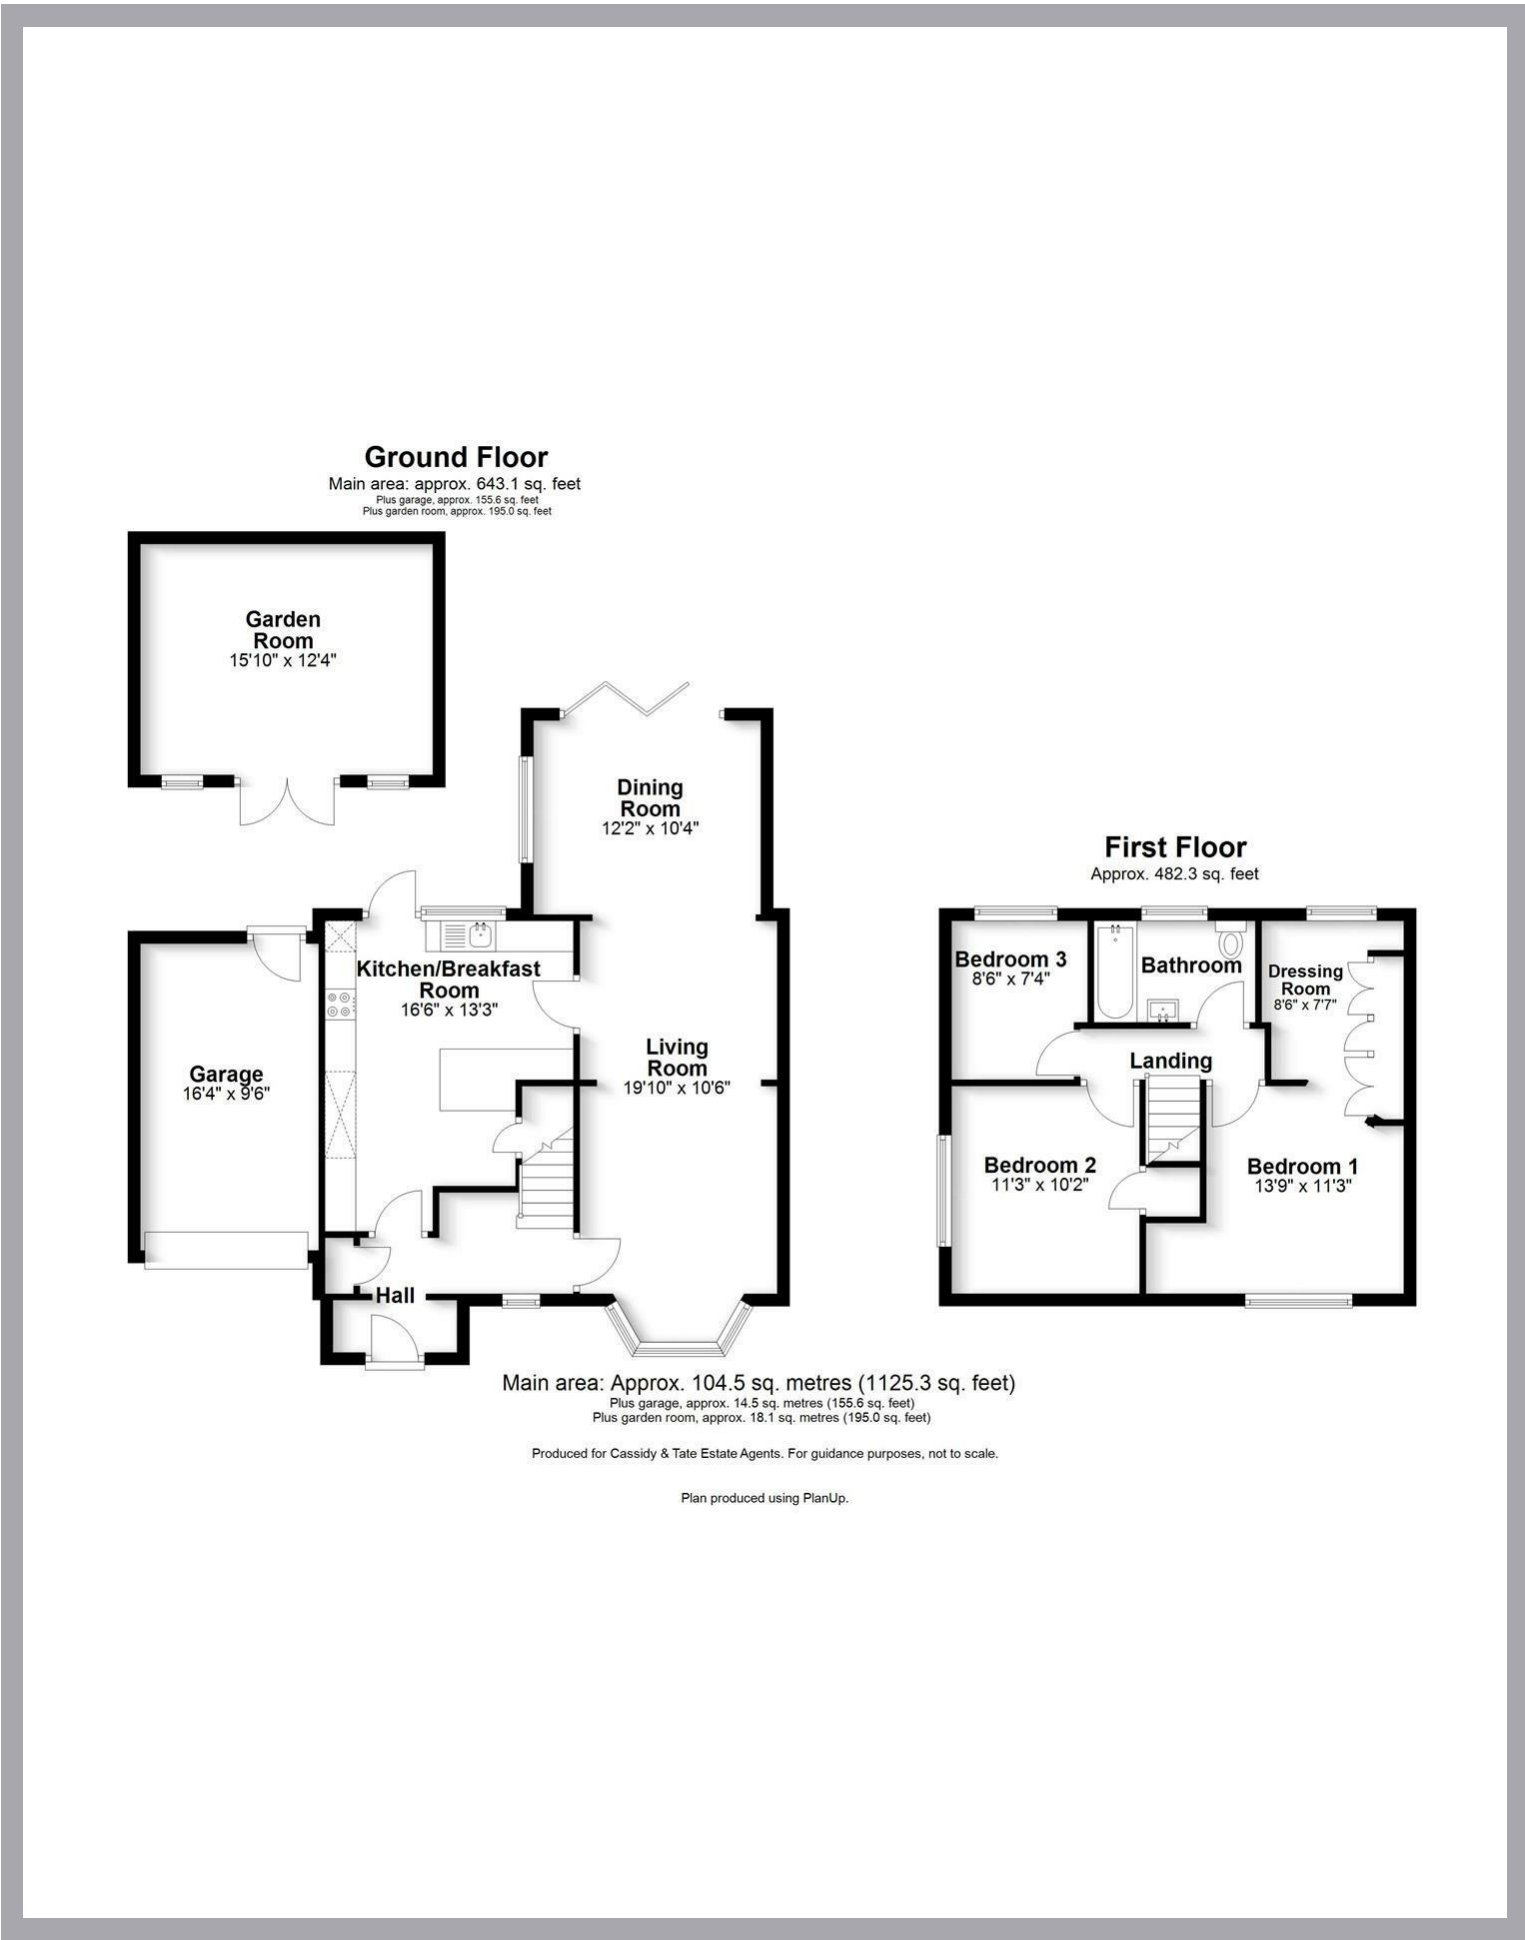 Ground Floor
Main area: approx. 643.1 sq. feet
Plus garage, approx. 155.6 sq. feet
Plus garden room, approx. 195.0 sq. feet
Garden
Room
15'10" x 12'4"
Dining
Room
12'2" x 10'4"
Kitchen/Breakfast
Room
16'6" x 13'3"
Living
Room
19'10" x 10'6"
Garage
16'4" x 9'6"
Hall
First Floor
Approx. 482.3 sq. feet
Bedroom 3
8'6" x 7'4"
Bathroom
Dressing
Room
8'6" x 7'7"
Landing
Bedroom 2
11'3" x 10'2"
Bedroom 1
13'9" x 11'3"
Main area: Approx. 104.5 sq. metres (1125.3 sq. feet)
Plus garage, approx. 14.5 sq. metres (155.6 sq. feet)
Plus garden room, approx. 18.1 sq. metres (195.0 sq. feet)
Produced for Cassidy & Tate Estate Agents. For guidance purposes, not to scale.
Plan produced using PlanUp.